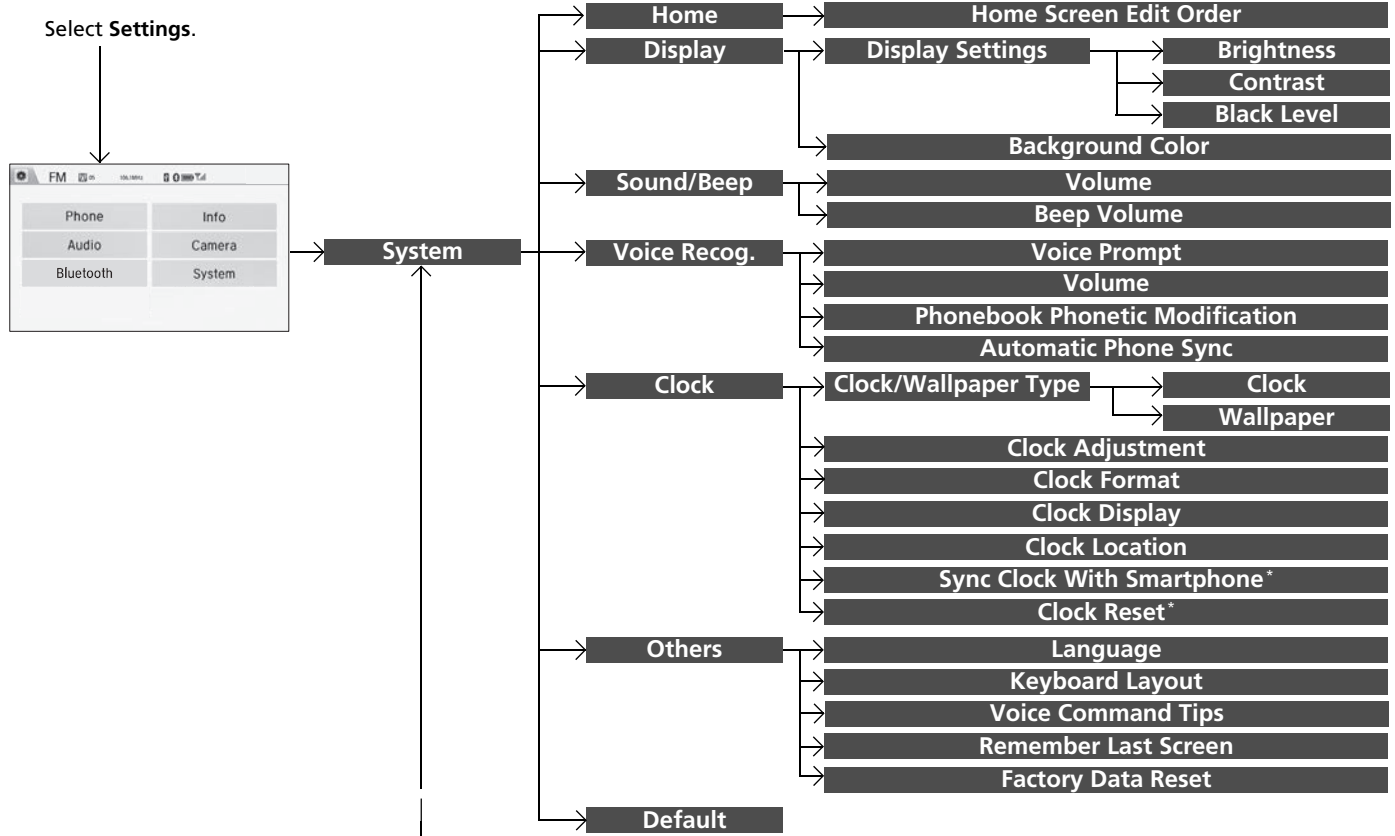 Select Settings.
FM
Phone
Info
Audio
Camera
Bluetooth
System
System
Home
Home Screen Edit Order
Display
Display Settings
Brightness
Contrast
Black Level
Background Color
Sound/Beep
Volume
Beep Volume
Voice Recog.
Voice Prompt
Volume
Phonebook Phonetic Modification
Automatic Phone Sync
Clock
Clock/Wallpaper Type
Clock
Wallpaper
Clock Adjustment
Clock Format
Clock Display
Clock Location
Sync Clock With Smartphone*
Clock Reset*
Others
Language
Keyboard Layout
Voice Command Tips
Remember Last Screen
Factory Data Reset
Default